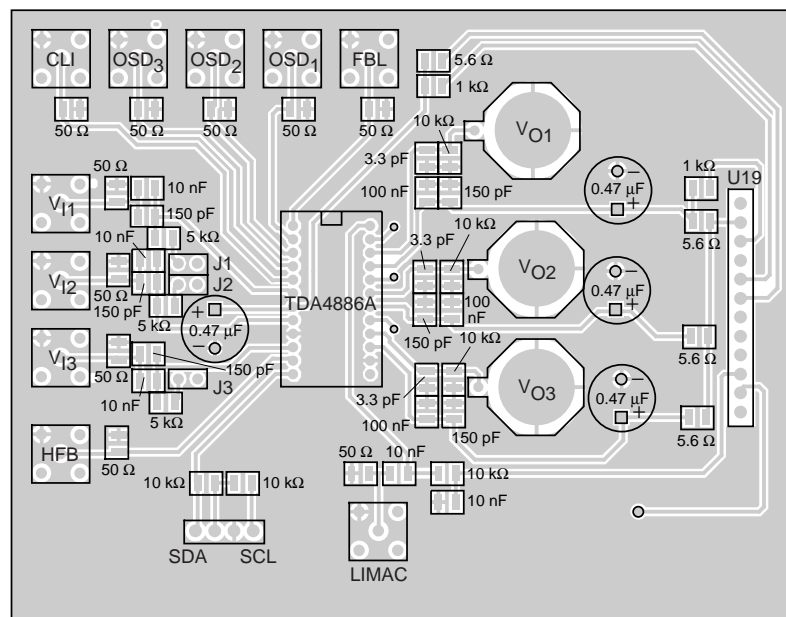 CLI OSD3 OSD2 OSD1 FBL
5.6 Ω
1 kΩ
50 Ω 50 Ω 50 Ω 50 Ω 50 Ω
10 kΩ
VO1
3.3 pF
100 nF 150 pF
0.47 µF
−
+
1 kΩ
U19
5.6 Ω
50 Ω
10 nF
VI1
150 pF
5 kΩ
10 nF
J1
VI2
J2
50 Ω
150 pF
5 kΩ
+
0.47 µF
−
TDA4886A
3.3 pF
10 kΩ
VO2
100 nF
150 pF
−
0.47 µF
+
5.6 Ω
VI3
50 Ω
150 pF
10 nF
J3
5 kΩ
10 kΩ
VO3
3.3 pF
100 nF
150 pF
−
0.47 µF
+
5.6 Ω
HFB
50 Ω
10 kΩ 10 kΩ
SDA SCL
50 Ω 10 nF
10 kΩ
10 nF
LIMAC